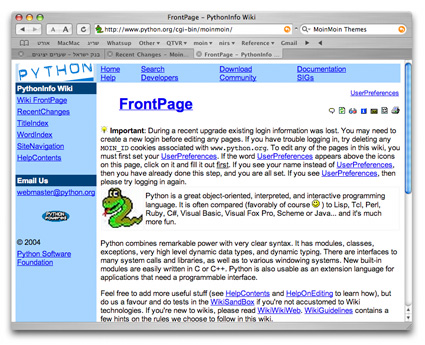 FrontPage - PythonInfo Wiki
http://www.python.org/cgi-bin/moinmoin/
MoinMoin Themes
MacUser Whatsup Other ▾ QTVR ▾ moin ▾ nirs ▾ Reference ▾ Gmail
Recent Changes - MoinMoin
FrontPage - PythonInfo Wiki
PYTHON
Home Search Download Documentation
Help Developers Community SIGs
PythonInfo Wiki
Wiki FrontPage
RecentChanges
TitleIndex
WordIndex
SiteNavigation
HelpContents
Email Us
webmaster@python.org
PYTHON POWERED
© 2004
Python Software
Foundation
UserPreferences
FrontPage
Important: During a recent upgrade existing login information was lost. You may need to
create a new login before editing any pages. If you have trouble logging in, try deleting any
MOIN_ID cookies associated with www.python.org. To edit any of the pages in this wiki, you
must first set your UserPreferences. If the word UserPreferences appears above the icons
on this page, click on it and fill it out first. If you see your name instead of UserPreferences,
then you have already done this step, and you are all set. If you see UserPreferences, then
please try logging in again.
Python is a great object-oriented, interpreted, and interactive programming
language. It is often compared (favorably of course ) to Lisp, Tcl, Perl,
Ruby, C#, Visual Basic, Visual Fox Pro, Scheme or Java... and it's much
more fun.
Python combines remarkable power with very clear syntax. It has modules, classes,
exceptions, very high level dynamic data types, and dynamic typing. There are interfaces to
many system calls and libraries, as well as to various windowing systems. New built-in
modules are easily written in C or C++. Python is also usable as an extension language for
applications that need a programmable interface.
Feel free to add more useful stuff (see HelpContents and HelpOnEditing to learn how), but
do us a favour and do tests in the WikiSandBox if you're not accustomed to Wiki
technologies. If you're new to wikis, please read WikiWikiWeb. WikiGuidelines contains a
few hints on the rules we choose to follow in this wiki.